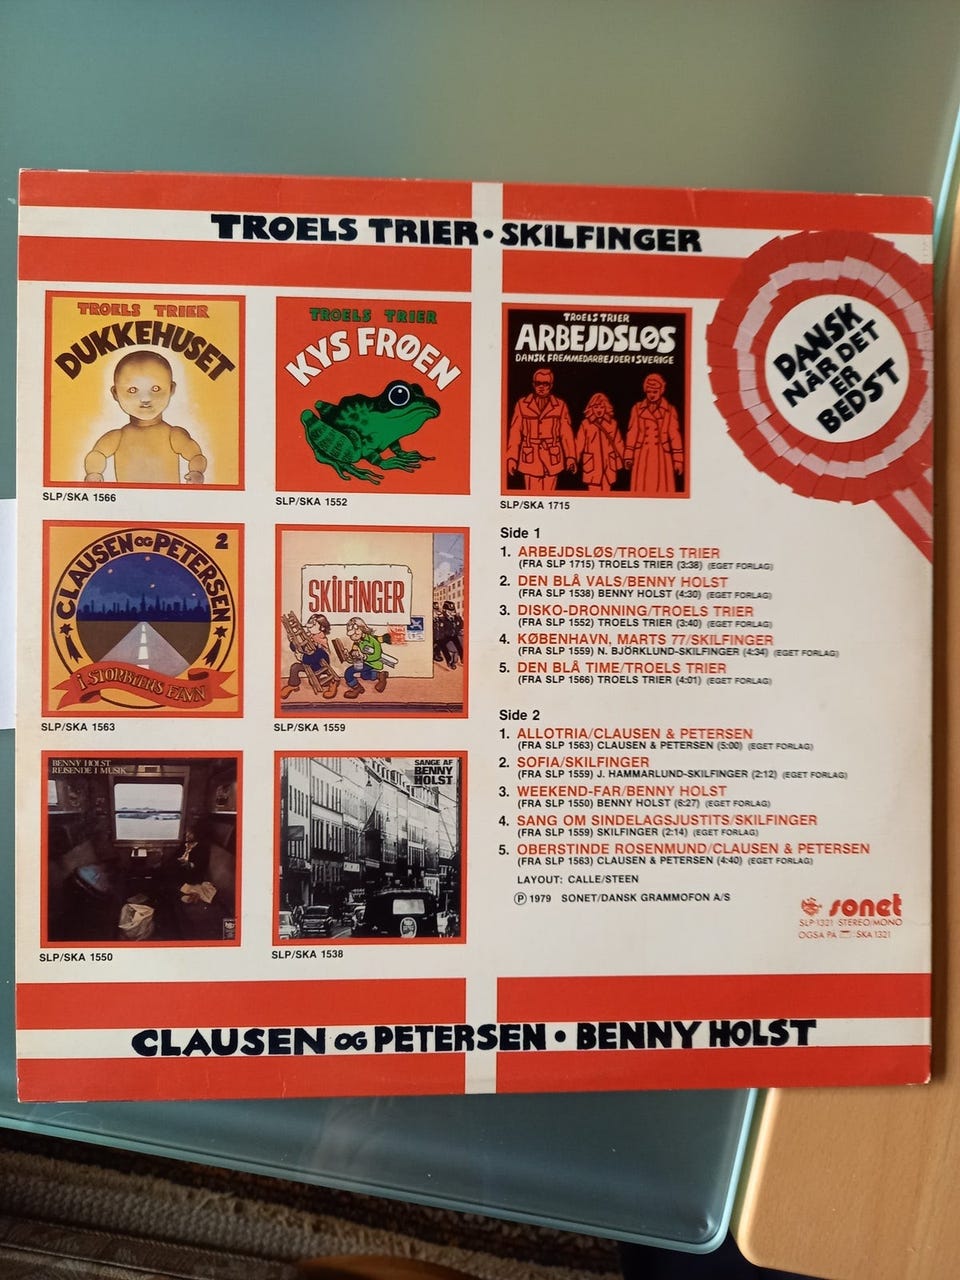 TROELS TRIER • SKILFINGER
DANSK
NÅR DET
ER
BEDST
TROELS TRIER
DUKKEHUSET
SLP/SKA 1566
TROELS TRIER
KYS FRØEN
SLP/SKA 1552
TROELS TRIER
ARBEJDSLØS
DANSK FREMMEDARBEJDER I SVERIGE
SLP/SKA 1715
CLAUSEN OG PETERSEN 2
I STORBYENS FAVN
SLP/SKA 1563
SKILFINGER
SLP/SKA 1559
BENNY HOLST
REJSENDE I MUSIK
SLP/SKA 1550
SANGE AF
BENNY
HOLST
SLP/SKA 1538
Side 1
1. ARBEJDSLØS/TROELS TRIER
(FRA SLP 1715) TROELS TRIER (3:38) (EGET FORLAG)
2. DEN BLÅ VALS/BENNY HOLST
(FRA SLP 1538) BENNY HOLST (4:30) (EGET FORLAG)
3. DISKO-DRONNING/TROELS TRIER
(FRA SLP 1552) TROELS TRIER (3:40) (EGET FORLAG)
4. KØBENHAVN, MARTS 77/SKILFINGER
(FRA SLP 1559) N. BJÖRKLUND-SKILFINGER (4:34) (EGET FORLAG)
5. DEN BLÅ TIME/TROELS TRIER
(FRA SLP 1566) TROELS TRIER (4:01) (EGET FORLAG)
Side 2
1. ALLOTRIA/CLAUSEN & PETERSEN
(FRA SLP 1563) CLAUSEN & PETERSEN (5:00) (EGET FORLAG)
2. SOFIA/SKILFINGER
(FRA SLP 1559) J. HAMMARLUND-SKILFINGER (2:12) (EGET FORLAG)
3. WEEKEND-FAR/BENNY HOLST
(FRA SLP 1550) BENNY HOLST (6:27) (EGET FORLAG)
4. SANG OM SINDELAGSJUSTITS/SKILFINGER
(FRA SLP 1559) SKILFINGER (2:14) (EGET FORLAG)
5. OBERSTINDE ROSENMUND/CLAUSEN & PETERSEN
(FRA SLP 1563) CLAUSEN & PETERSEN (4:40) (EGET FORLAG)
LAYOUT: CALLE/STEEN
℗ 1979 SONET/DANSK GRAMMOFON A/S
sonet
SLP 1321 STEREO/MONO
OGSÅ PÅ SKA 1321
CLAUSEN OG PETERSEN • BENNY HOLST